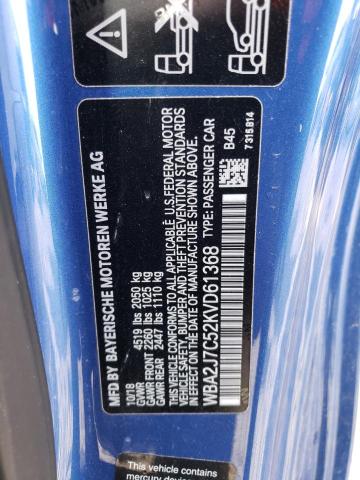 MFD BY BAYERISCHE MOTOREN WERKE AG
10/18
GVWR 4519 lbs 2050 kg
GAWR FRONT 2260 lbs 1025 kg
GAWR REAR 2447 lbs 1110 kg
THIS VEHICLE CONFORMS TO ALL APPLICABLE U.S.FEDERAL MOTOR
VEHICLE SAFETY, BUMPER AND THEFT PREVENTION STANDARDS
IN EFFECT ON THE DATE OF MANUFACTURE SHOWN ABOVE.
WBA2J7C52KVD61368 TYPE: PASSENGER CAR
B45
7315814
This vehicle contains
mercury device